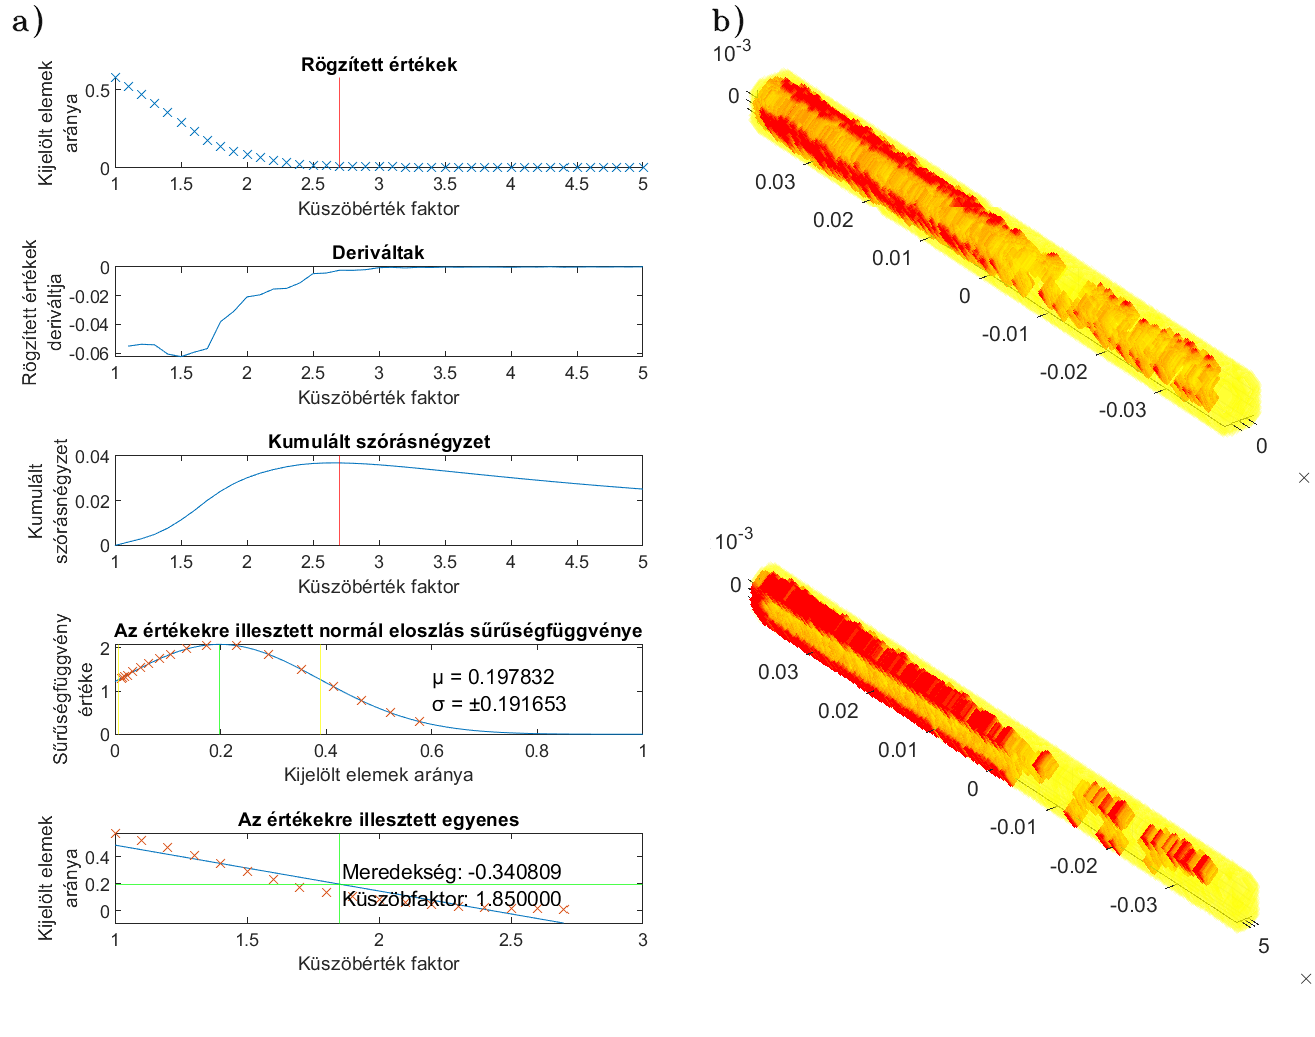 a)
Rögzített értékek
Kijelölt elemek
aránya
0.5
0
1 1.5 2 2.5 3 3.5 4 4.5 5
Küszöbérték faktor
Deriváltak
Rögzített értékek
deriváltja
0
-0.02
-0.04
-0.06
1 1.5 2 2.5 3 3.5 4 4.5 5
Küszöbérték faktor
Kumulált szórásnégyzet
Kumulált
szórásnégyzet
0.04
0.02
0
1 1.5 2 2.5 3 3.5 4 4.5 5
Küszöbérték faktor
Az értékekre illesztett normál eloszlás sűrűségfüggvénye
Sűrűségfüggvény
értéke
2
1
0
μ = 0.197832
σ = ±0.191653
0 0.2 0.4 0.6 0.8 1
Kijelölt elemek aránya
Az értékekre illesztett egyenes
Kijelölt elemek
aránya
0.4
0.2
0
Meredekség: -0.340809
Küszöbfaktor: 1.850000
1 1.5 2 2.5 3
Küszöbérték faktor
b)
10-3
0
0.03
0.02
0.01
0
-0.01
-0.02
-0.03
0
×
10-3
0
0.03
0.02
0.01
0
-0.01
-0.02
-0.03
5
×